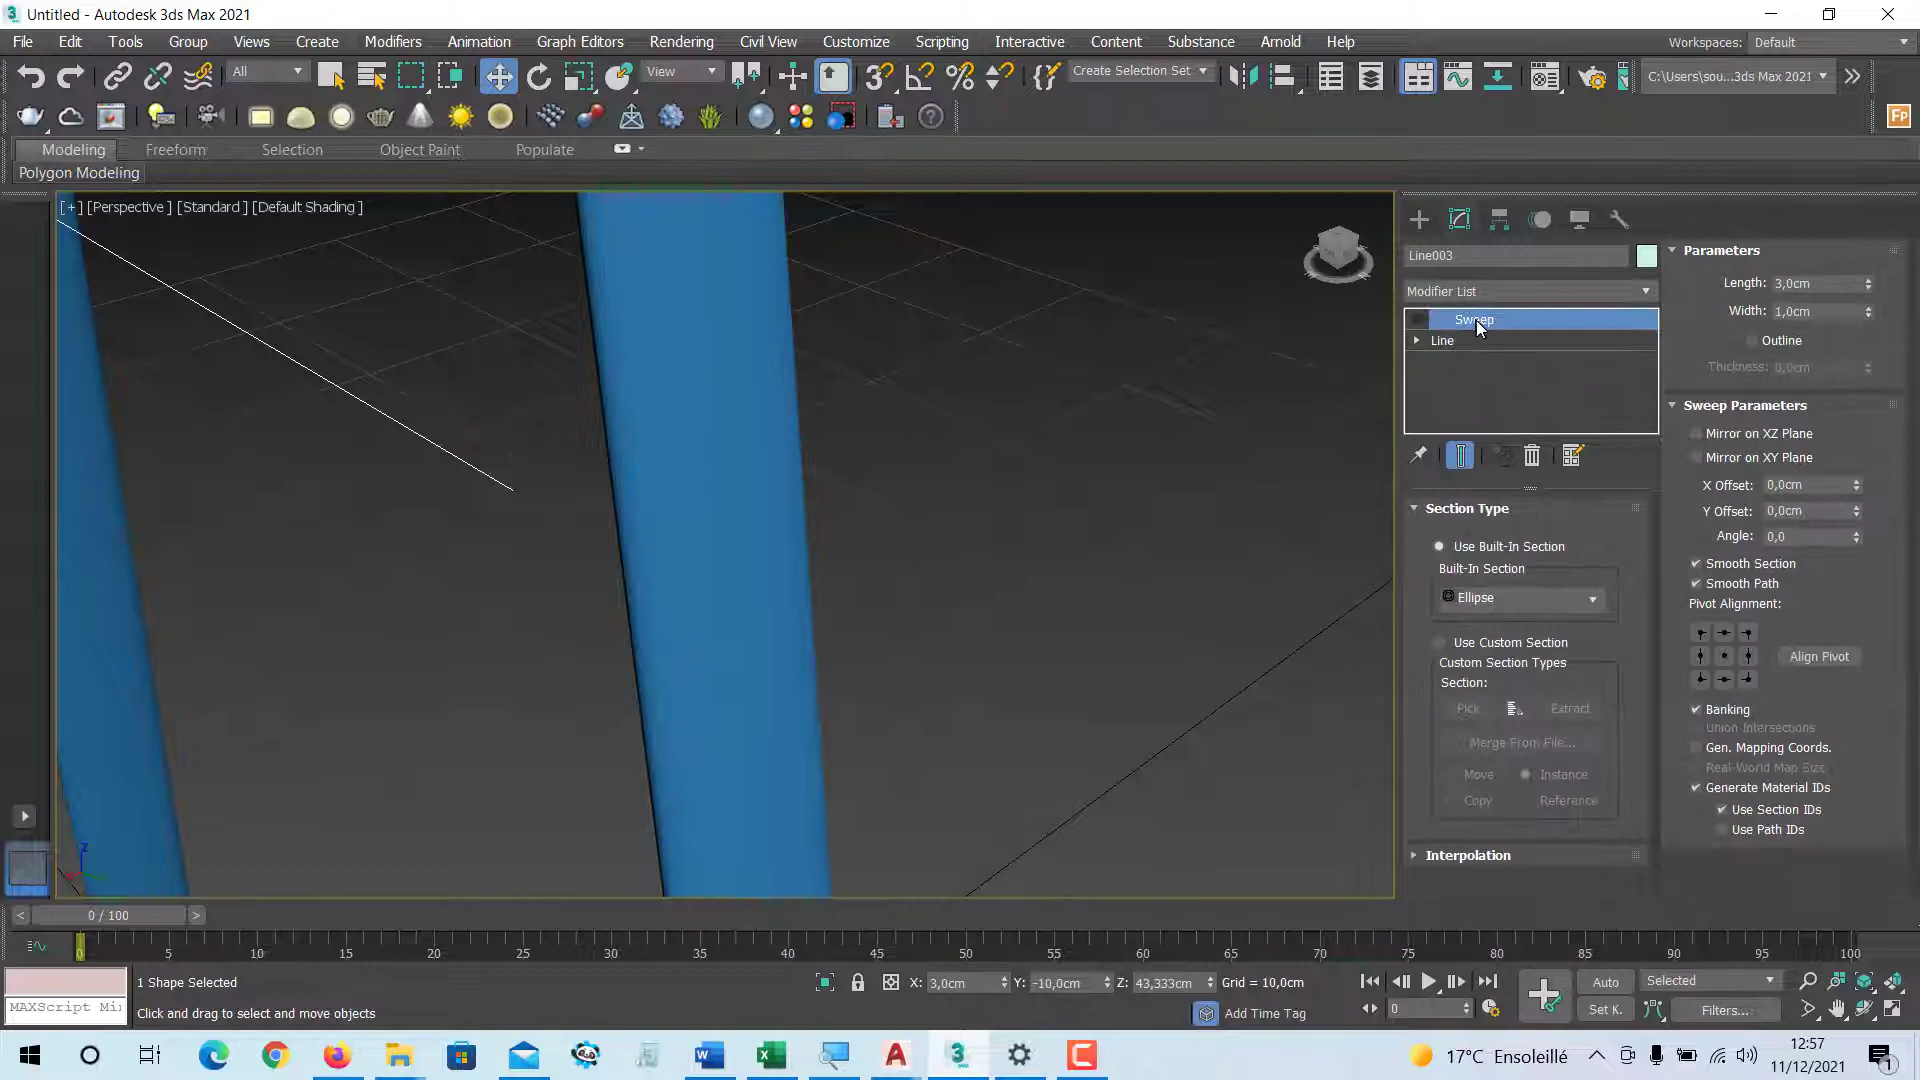 Untitled - Autodesk 3ds Max 2021
File Edit Tools Group Views Create Modifiers Animation Graph Editors Rendering Civil View Customize Scripting Interactive Content Substance Arnold Help
Workspaces: Default
All
View
Create Selection Set
C:\Users\sou...3ds Max 2021
Fp
Modeling Freeform Selection Object Paint Populate
Polygon Modeling
[+] [Perspective ] [Standard ] [Default Shading ]
Line003
Modifier List
Sweep
Line
Section Type
Use Built-In Section
Built-In Section
Ellipse
Use Custom Section
Custom Section Types
Section:
Pick Extract
Merge From File...
Move Instance
Copy Reference
Interpolation
Parameters
Length: 3,0cm
Width: 1,0cm
Outline
Thickness: 0,0cm
Sweep Parameters
Mirror on XZ Plane
Mirror on XY Plane
X Offset: 0,0cm
Y Offset: 0,0cm
Angle: 0,0
Smooth Section
Smooth Path
Pivot Alignment:
Align Pivot
Banking
Union Intersections
Gen. Mapping Coords.
Real-World Map Size
Generate Material IDs
Use Section IDs
Use Path IDs
z
< 0 / 100 >
0 5 10 15 20 25 30 35 40 45 50 55 60 65 70 75 80 85 90 95 100
1 Shape Selected
X: 3,0cm Y: -10,0cm Z: 43,333cm Grid = 10,0cm
Auto Selected
MAXScript Mi
Click and drag to select and move objects
Add Time Tag
0
Set K. Filters...
17°C Ensoleillé
12:57
11/12/2021
1